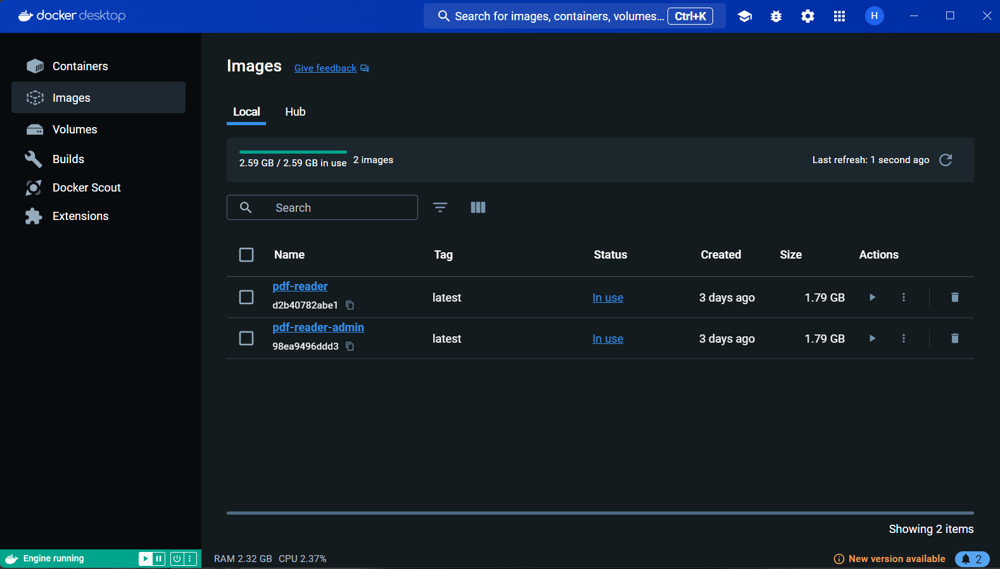 docker desktop
Search for images, containers, volumes... Ctrl+K
H
Containers
Images
Volumes
Builds
Docker Scout
Extensions
Images Give feedback
Local Hub
2.59 GB / 2.59 GB in use 2 images Last refresh: 1 second ago
Search
Name Tag Status Created Size Actions
pdf-reader
d2b40782abe1 latest In use 3 days ago 1.79 GB
pdf-reader-admin
98ea9496ddd3 latest In use 3 days ago 1.79 GB
Showing 2 items
Engine running RAM 2.32 GB CPU 2.37% New version available 2